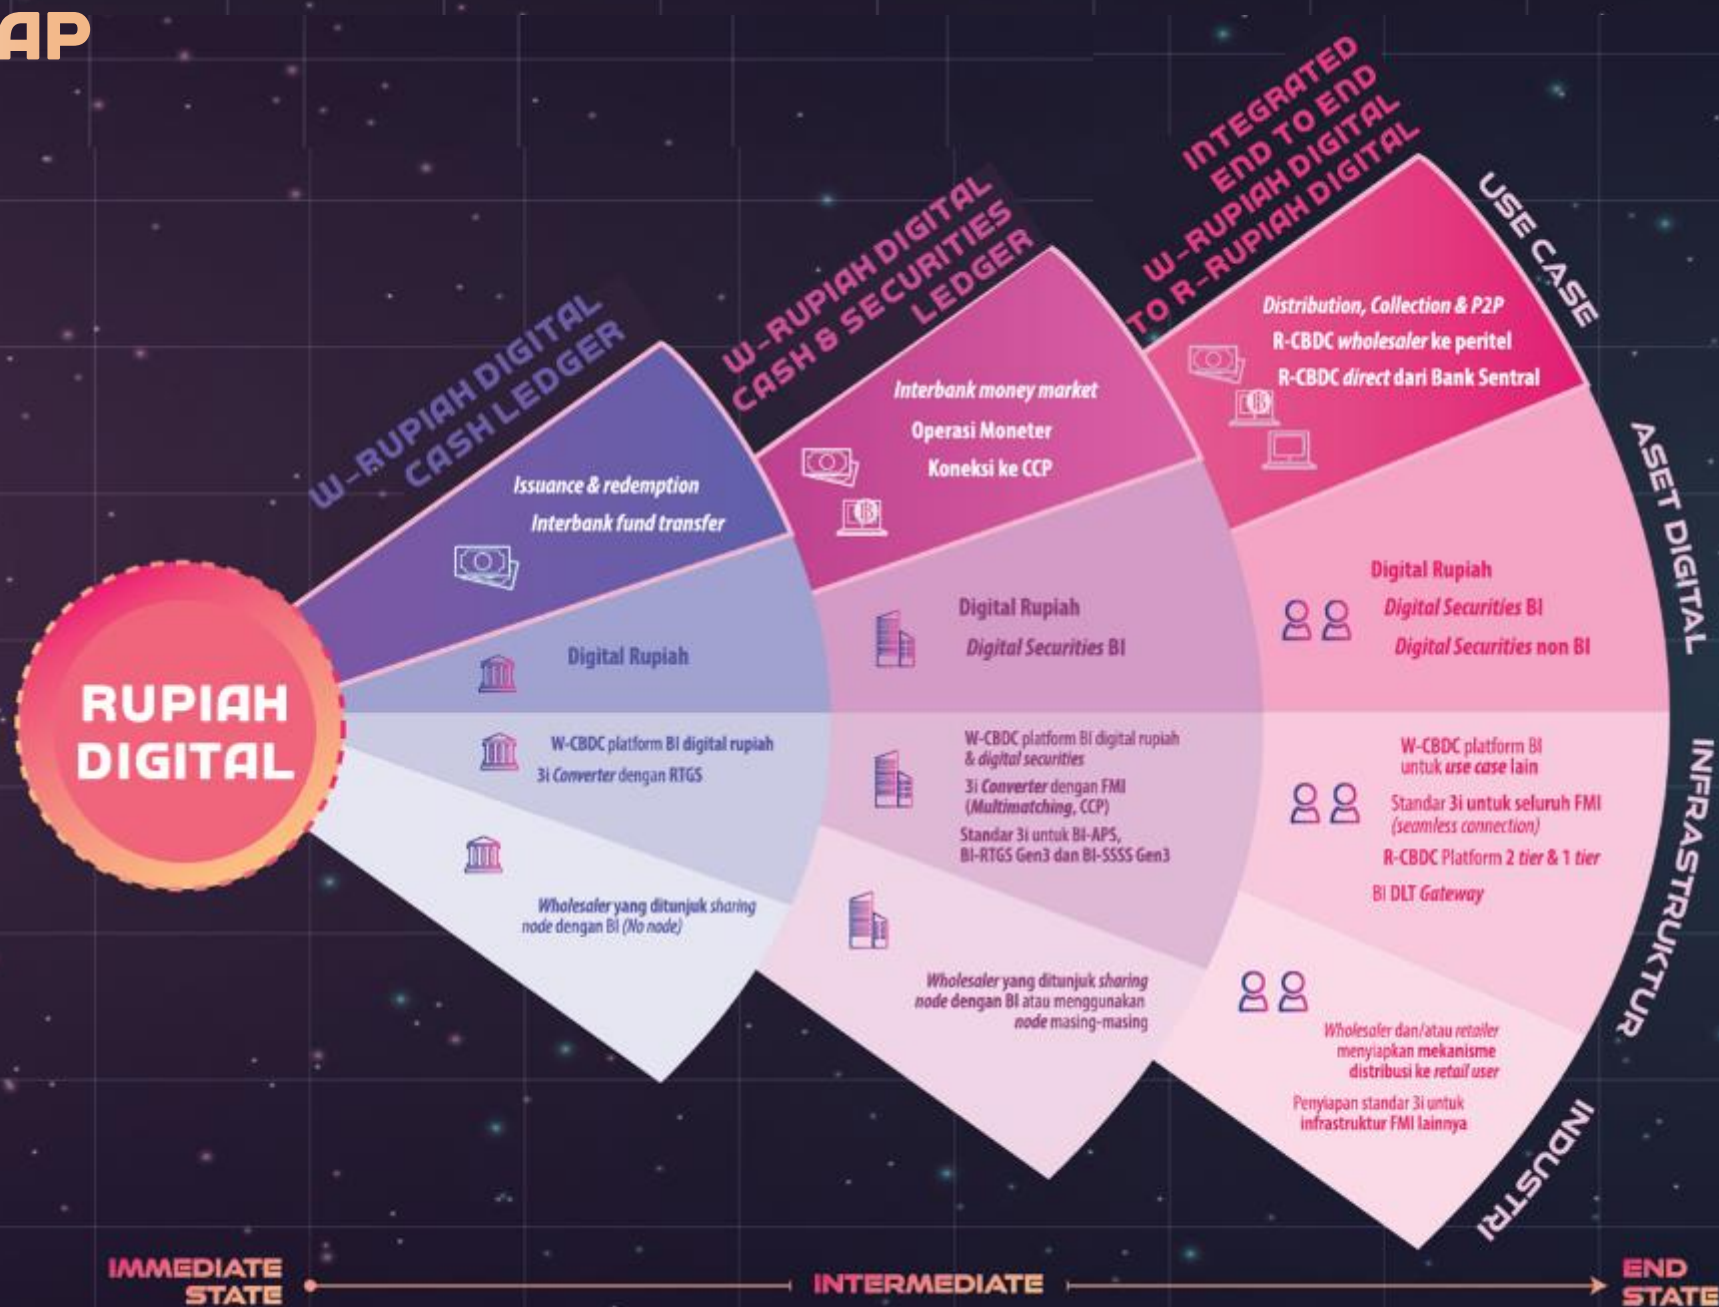 AP
RUPIAH
DIGITAL
W-RUPIAH DIGITAL
CASH LEDGER
Issuance & redemption
Interbank fund transfer
Digital Rupiah
W-CBDC platform BI digital rupiah
3i Converter dengan RTGS
Wholesaler yang ditunjuk sharing
node dengan BI (No node)
W-RUPIAH DIGITAL
CASH & SECURITIES
LEDGER
Interbank money market
Operasi Moneter
Koneksi ke CCP
Digital Rupiah
Digital Securities BI
W-CBDC platform BI digital rupiah
& digital securities
3i Converter dengan FMI
(Multimatching, CCP)
Standar 3i untuk BI-APS,
BI-RTGS Gen3 dan BI-SSSS Gen3
Wholesaler yang ditunjuk sharing
node dengan BI atau menggunakan
node masing-masing
INTEGRATED
END TO END
W-RUPIAH DIGITAL
TO R-RUPIAH DIGITAL
Distribution, Collection & P2P
R-CBDC wholesaler ke peritel
R-CBDC direct dari Bank Sentral
Digital Rupiah
Digital Securities BI
Digital Securities non BI
W-CBDC platform BI
untuk use case lain
Standar 3i untuk seluruh FMI
(seamless connection)
R-CBDC Platform 2 tier & 1 tier
BI DLT Gateway
Wholesaler dan/atau retailer
menyiapkan mekanisme
distribusi ke retail user
Penyiapan standar 3i untuk
infrastruktur FMI lainnya
USE CASE
ASET DIGITAL
INFRASTRUKTUR
INDUSTRI
IMMEDIATE
STATE
INTERMEDIATE
END
STATE